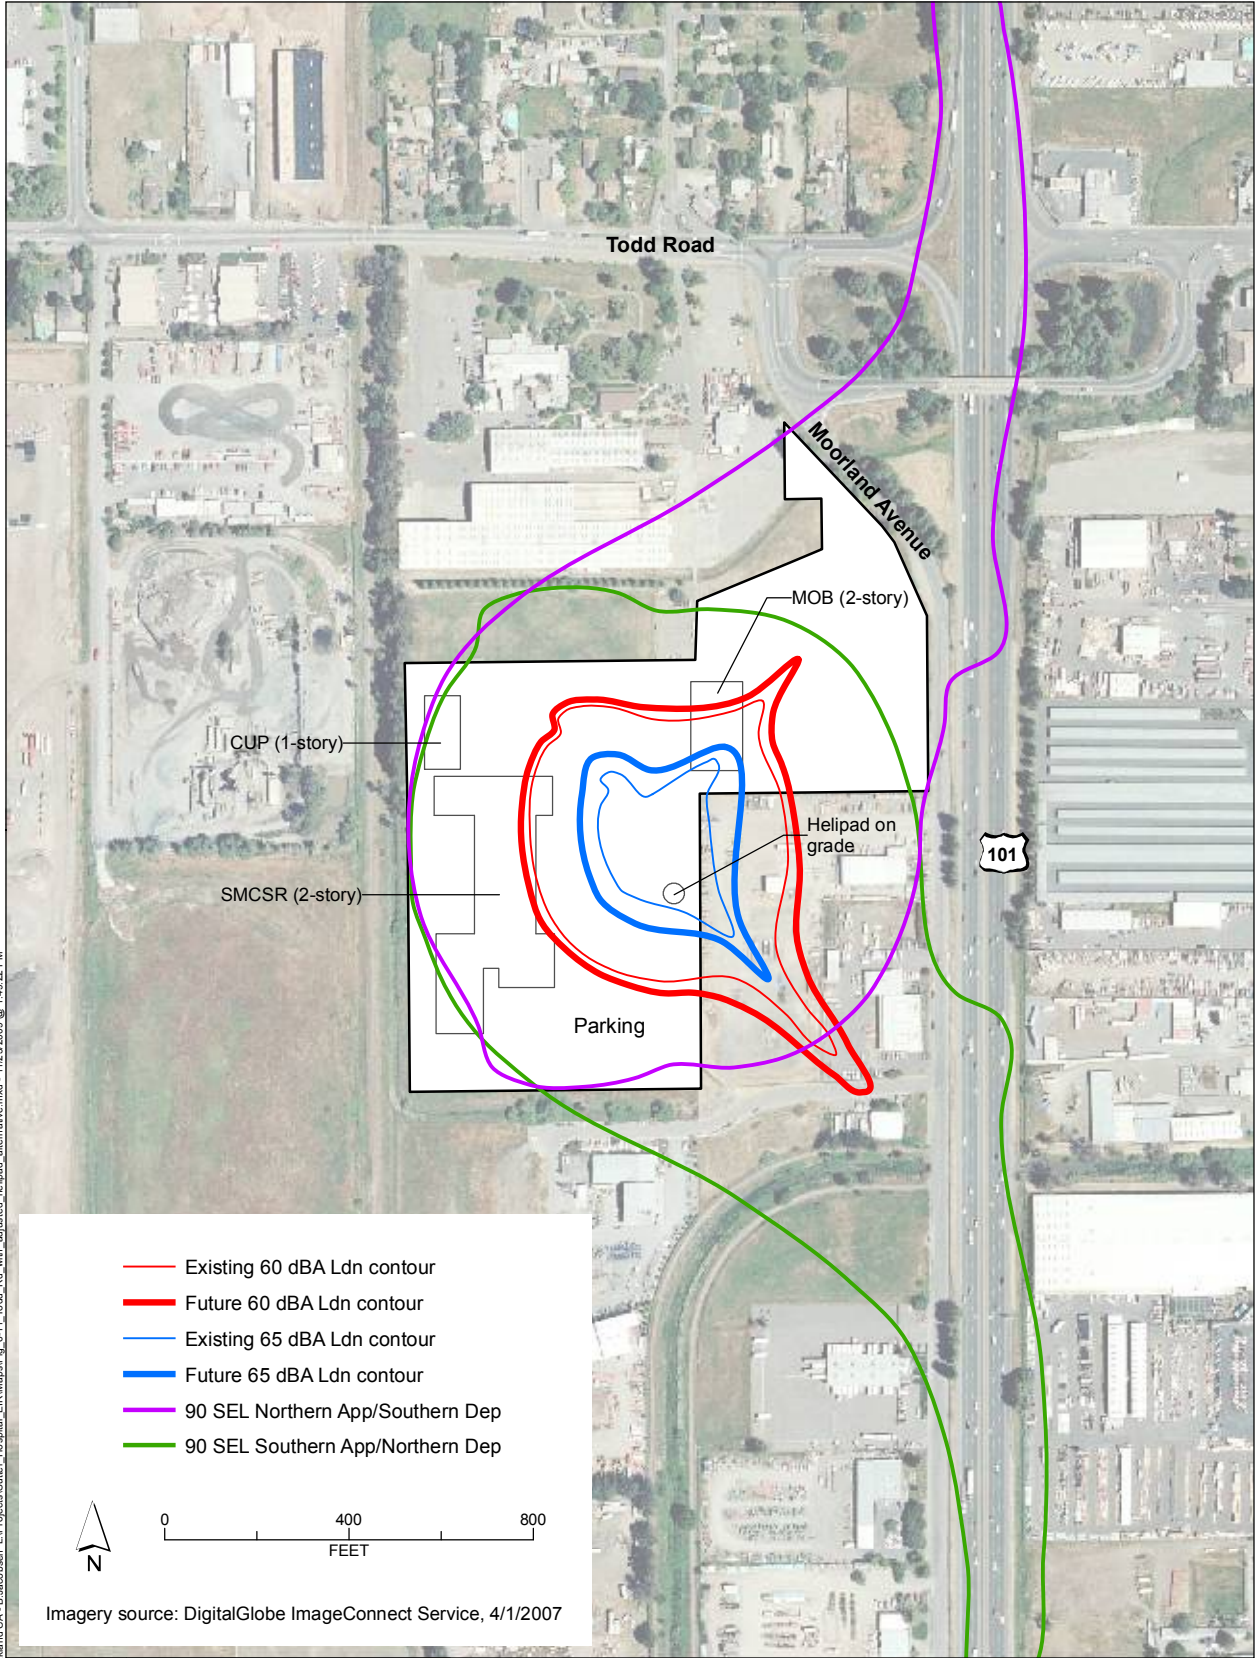 Todd Road
Moorland Avenue
MOB (2-story)
CUP (1-story)
Helipad on
grade
101
SMCSR (2-story)
Parking
Existing 60 dBA Ldn contour
Future 60 dBA Ldn contour
Existing 65 dBA Ldn contour
Future 65 dBA Ldn contour
90 SEL Northern App/Southern Dep
90 SEL Southern App/Northern Dep
0 400 800
FEET
N
Imagery source: DigitalGlobe ImageConnect Service, 4/1/2007